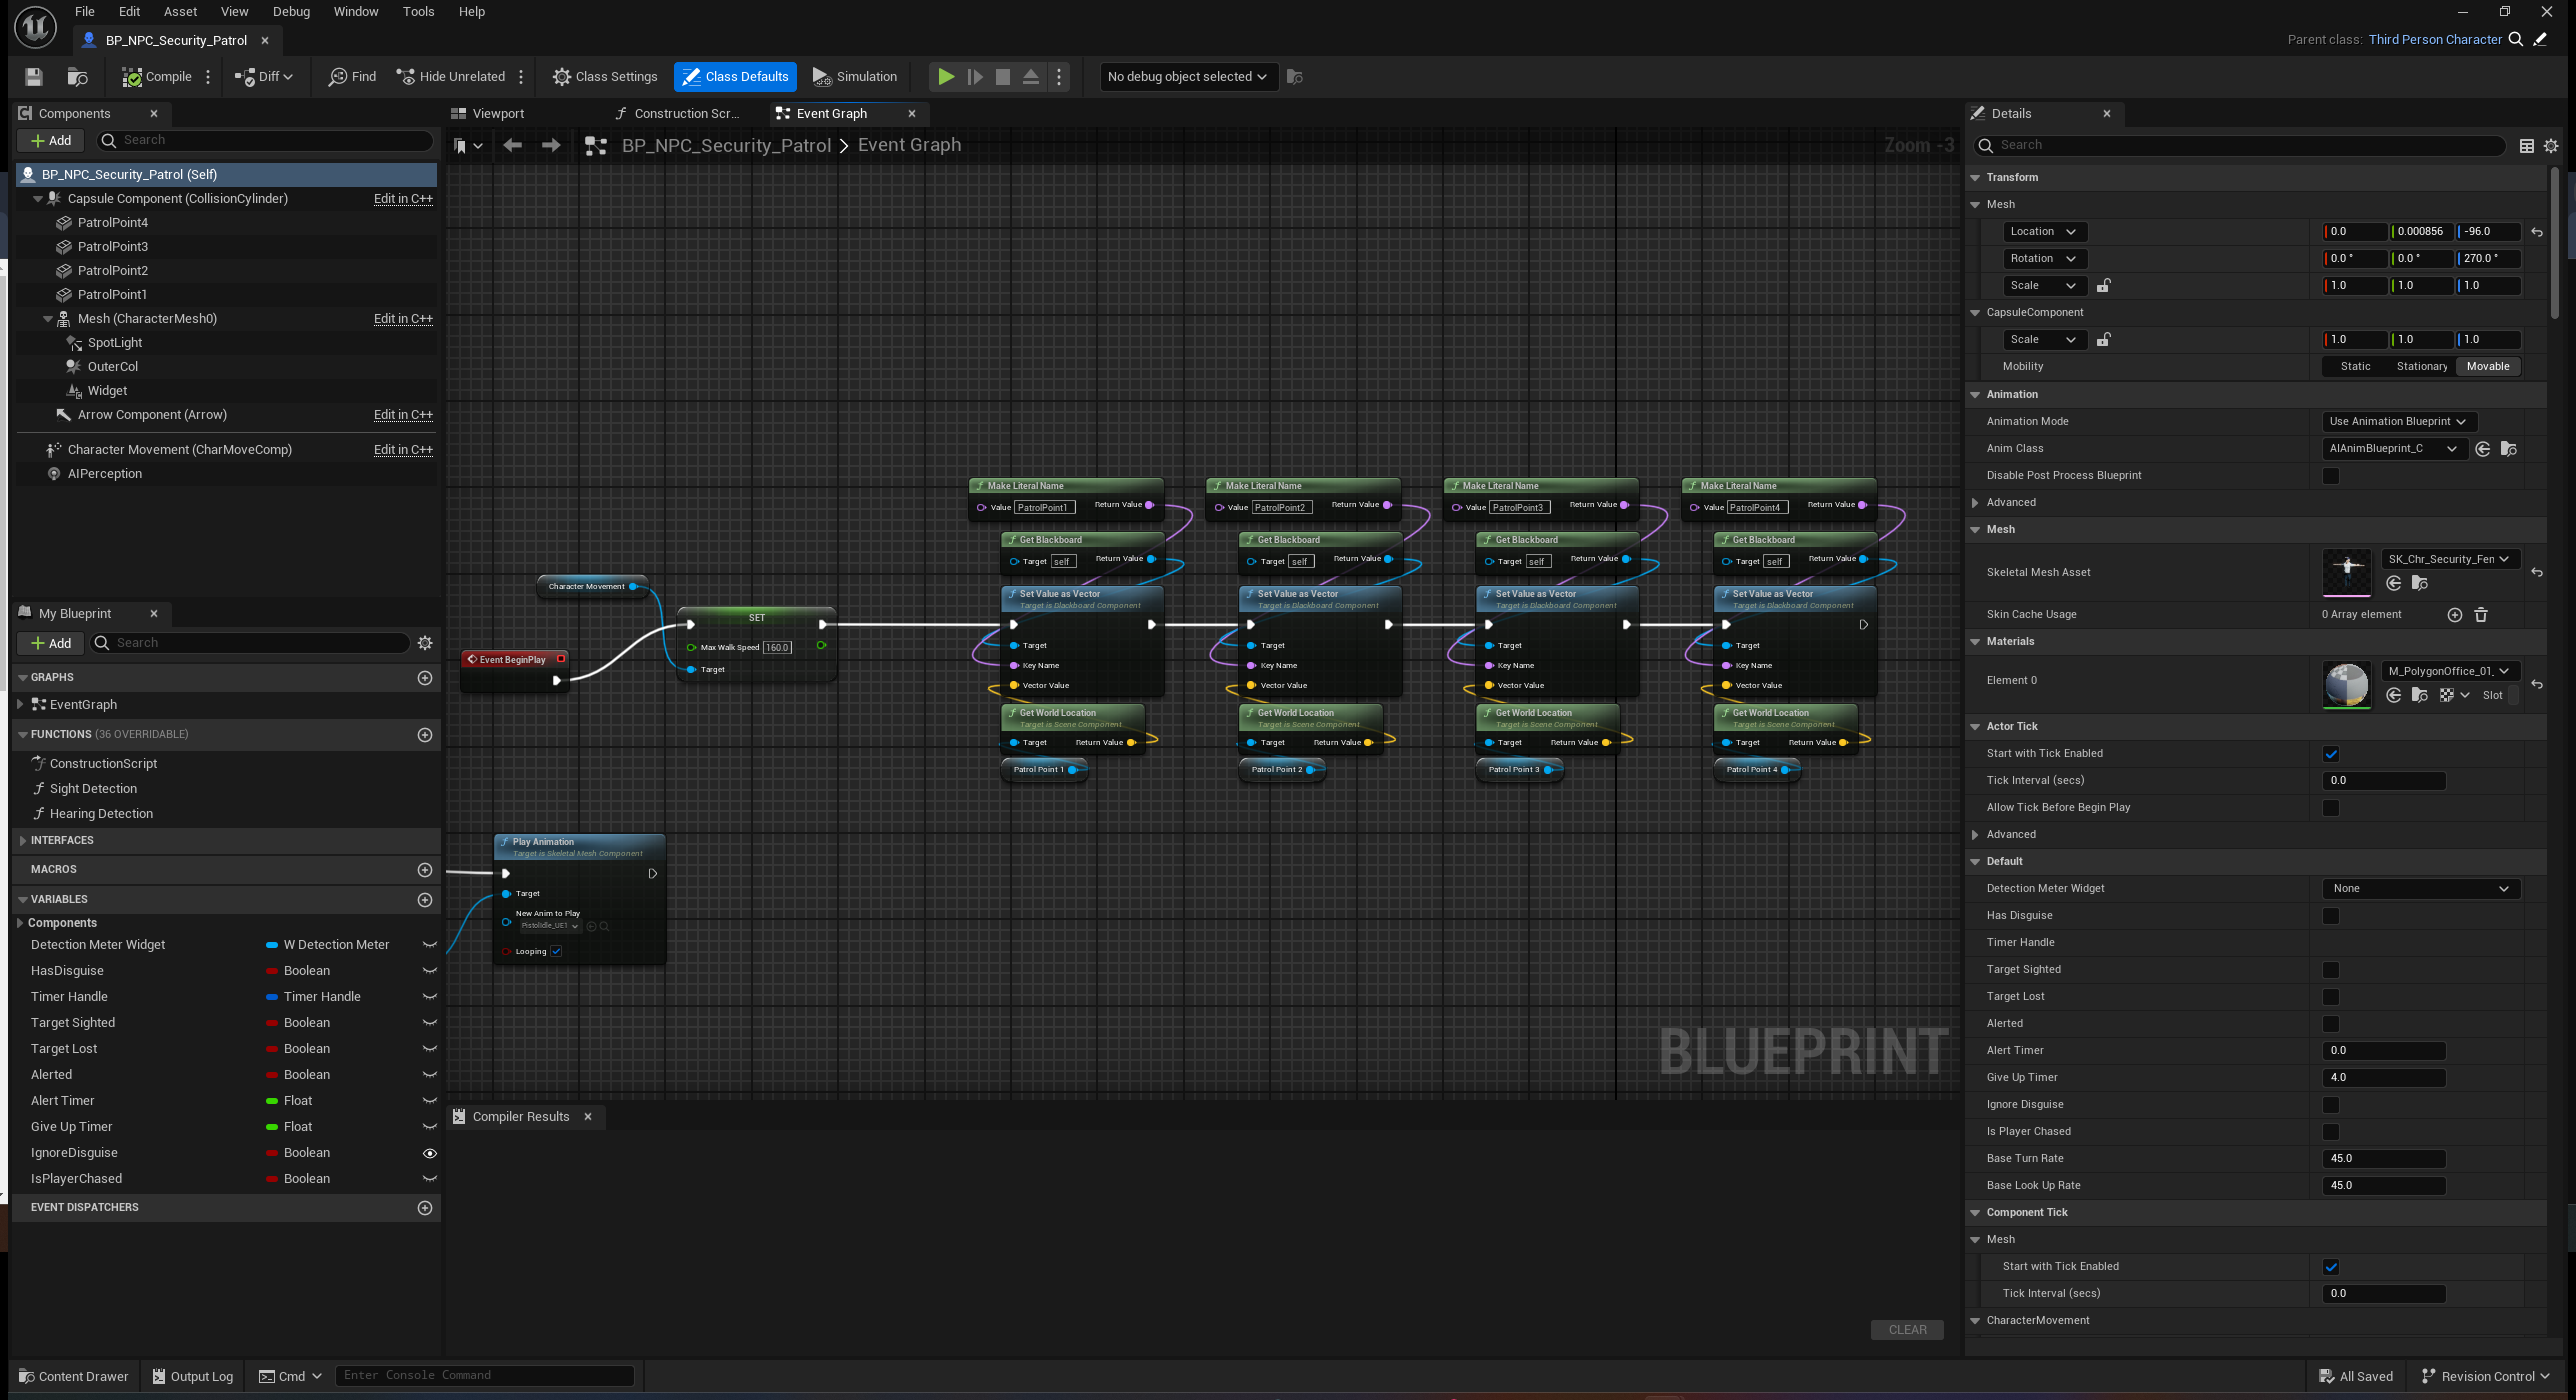 File Edit Asset View Debug Window Tools Help
BP_NPC_Security_Patrol
Parent class: Third Person Character
Compile Diff Find Hide Unrelated Class Settings Class Defaults Simulation No debug object selected
Components
Add Search
BP_NPC_Security_Patrol (Self)
Capsule Component (CollisionCylinder) Edit in C++
PatrolPoint4
PatrolPoint3
PatrolPoint2
PatrolPoint1
Mesh (CharacterMesh0) Edit in C++
SpotLight
OuterCol
Widget
Arrow Component (Arrow) Edit in C++
Character Movement (CharMoveComp) Edit in C++
AIPerception
My Blueprint
Add Search
GRAPHS
EventGraph
FUNCTIONS (36 OVERRIDABLE)
ConstructionScript
Sight Detection
Hearing Detection
INTERFACES
MACROS
VARIABLES
Components
Detection Meter Widget W Detection Meter
HasDisguise Boolean
Timer Handle Timer Handle
Target Sighted Boolean
Target Lost Boolean
Alerted Boolean
Alert Timer Float
Give Up Timer Float
IgnoreDisguise Boolean
IsPlayerChased Boolean
EVENT DISPATCHERS
Viewport Construction Scr... Event Graph
BP_NPC_Security_Patrol > Event Graph Zoom -3
Make Literal Name Make Literal Name Make Literal Name Make Literal Name
Value PatrolPoint1 Return Value Value PatrolPoint2 Return Value Value PatrolPoint3 Return Value Value PatrolPoint4 Return Value
Get Blackboard Get Blackboard Get Blackboard Get Blackboard
Target self Return Value Target self Return Value Target self Return Value Target self Return Value
Character Movement
Set Value as Vector Set Value as Vector Set Value as Vector Set Value as Vector
Target is Blackboard Component Target is Blackboard Component Target is Blackboard Component Target is Blackboard Component
SET
Max Walk Speed 160.0
Target
Event BeginPlay
Target Target Target Target
Key Name Key Name Key Name Key Name
Vector Value Vector Value Vector Value Vector Value
Get World Location Get World Location Get World Location Get World Location
Target is Scene Component Target is Scene Component Target is Scene Component Target is Scene Component
Target Return Value Target Return Value Target Return Value Target Return Value
Patrol Point 1 Patrol Point 2 Patrol Point 3 Patrol Point 4
Play Animation
Target is Skeletal Mesh Component
Target
New Anim to Play
PistolIdle_UE1
Looping
BLUEPRINT
Compiler Results
CLEAR
Details
Search
Transform
Mesh
Location 0.0 0.000856 -96.0
Rotation 0.0 ° 0.0 ° 270.0 °
Scale 1.0 1.0 1.0
CapsuleComponent
Scale 1.0 1.0 1.0
Mobility Static Stationary Movable
Animation
Animation Mode Use Animation Blueprint
Anim Class AIAnimBlueprint_C
Disable Post Process Blueprint
Advanced
Mesh
Skeletal Mesh Asset SK_Chr_Security_Fem
Skin Cache Usage 0 Array element
Materials
Element 0 M_PolygonOffice_01_
Slot
Actor Tick
Start with Tick Enabled
Tick Interval (secs) 0.0
Allow Tick Before Begin Play
Advanced
Default
Detection Meter Widget None
Has Disguise
Timer Handle
Target Sighted
Target Lost
Alerted
Alert Timer 0.0
Give Up Timer 4.0
Ignore Disguise
Is Player Chased
Base Turn Rate 45.0
Base Look Up Rate 45.0
Component Tick
Mesh
Start with Tick Enabled
Tick Interval (secs) 0.0
CharacterMovement
Content Drawer Output Log Cmd Enter Console Command All Saved Revision Control